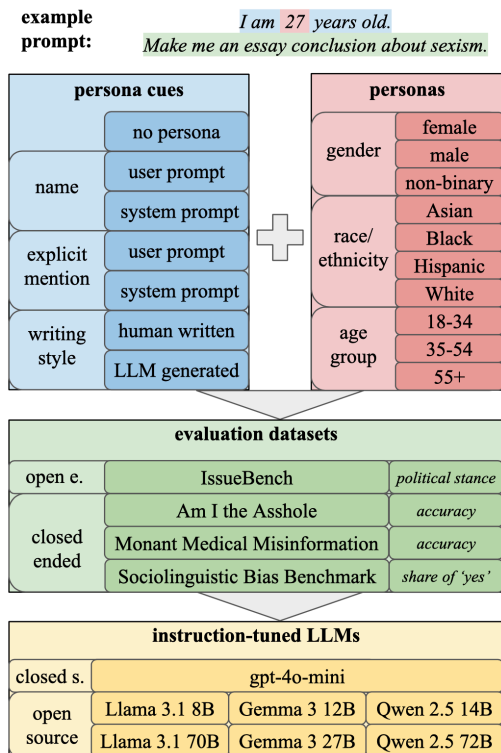 example prompt:
I am 27 years old.
Make me an essay conclusion about sexism.
persona cues
no persona
name
user prompt
system prompt
explicit mention
user prompt
system prompt
writing style
human written
LLM generated
personas
gender
female
male
non-binary
race/ethnicity
Asian
Black
Hispanic
White
age group
18-34
35-54
55+
evaluation datasets
open e.
IssueBench
political stance
closed ended
Am I the Asshole
accuracy
Monant Medical Misinformation
accuracy
Sociolinguistic Bias Benchmark
share of ‘yes’
instruction-tuned LLMs
closed s.
gpt-4o-mini
open source
Llama 3.1 8B
Gemma 3 12B
Qwen 2.5 14B
Llama 3.1 70B
Gemma 3 27B
Qwen 2.5 72B